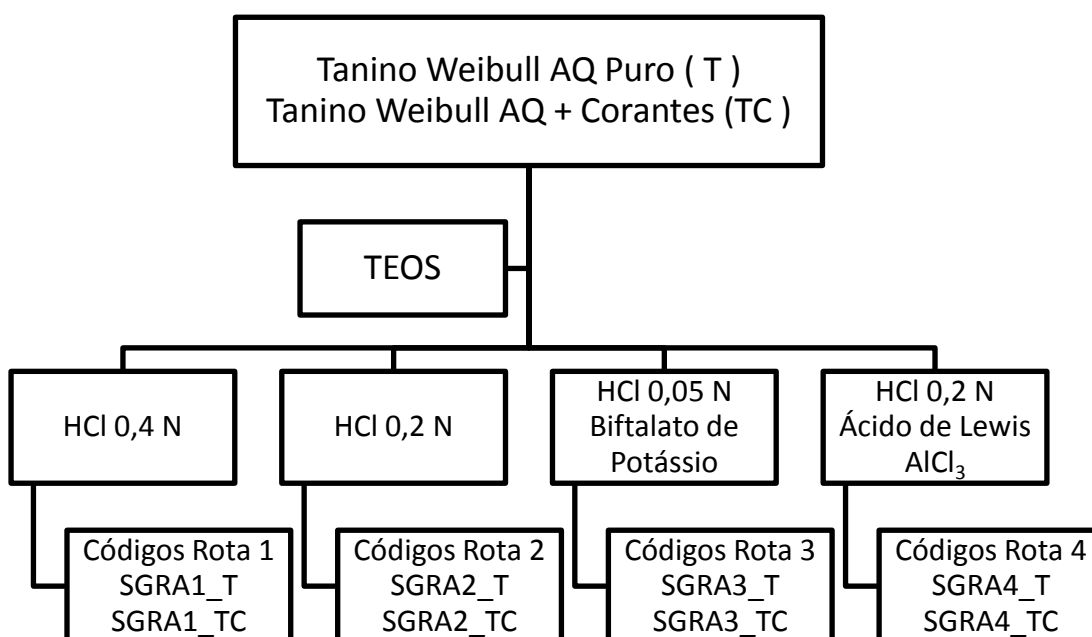 Tanino Weibull AQ Puro ( T )
Tanino Weibull AQ + Corantes (TC )
TEOS
HCl 0,4 N
HCl 0,2 N
HCl 0,05 N
Biftalato de
Potássio
HCl 0,2 N
Ácido de Lewis
AlCl₃
Códigos Rota 1
SGRA1_T
SGRA1_TC
Códigos Rota 2
SGRA2_T
SGRA2_TC
Códigos Rota 3
SGRA3_T
SGRA3_TC
Códigos Rota 4
SGRA4_T
SGRA4_TC